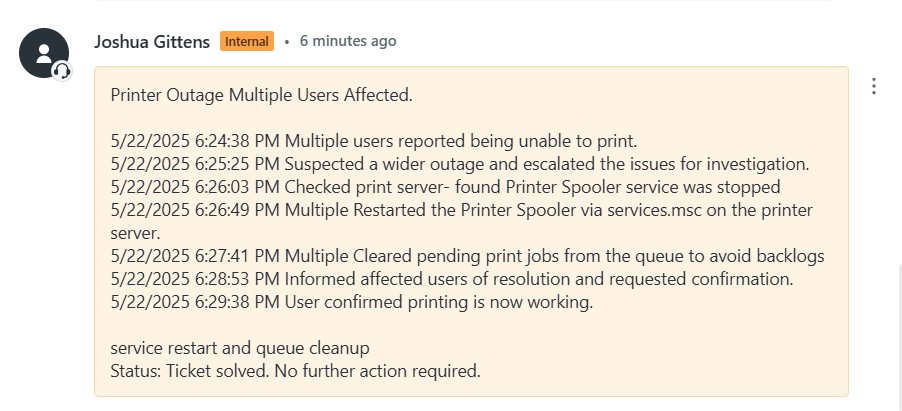 Joshua Gittens Internal • 6 minutes ago
Printer Outage Multiple Users Affected.
5/22/2025 6:24:38 PM Multiple users reported being unable to print.
5/22/2025 6:25:25 PM Suspected a wider outage and escalated the issues for investigation.
5/22/2025 6:26:03 PM Checked print server- found Printer Spooler service was stopped
5/22/2025 6:26:49 PM Multiple Restarted the Printer Spooler via services.msc on the printer
server.
5/22/2025 6:27:41 PM Multiple Cleared pending print jobs from the queue to avoid backlogs
5/22/2025 6:28:53 PM Informed affected users of resolution and requested confirmation.
5/22/2025 6:29:38 PM User confirmed printing is now working.
service restart and queue cleanup
Status: Ticket solved. No further action required.